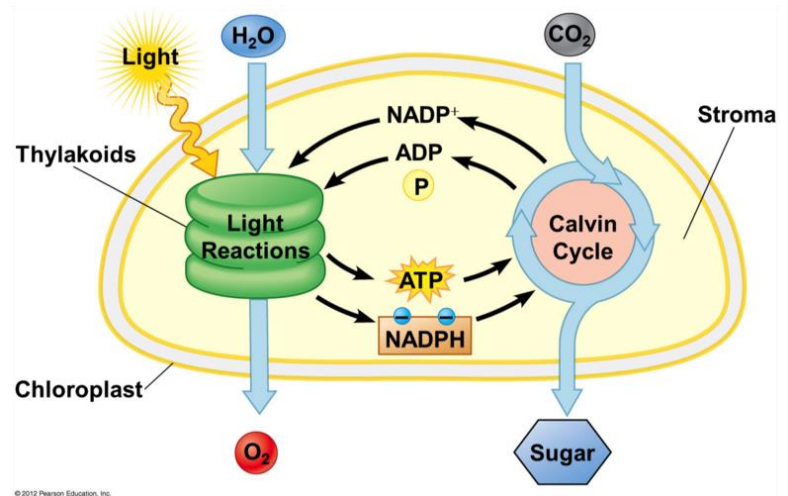 H₂O
CO₂
Light
NADP⁺
Stroma
Thylakoids
ADP
P
Light
Reactions
Calvin
Cycle
ATP
− −
NADPH
Chloroplast
O₂
Sugar
© 2012 Pearson Education, Inc.